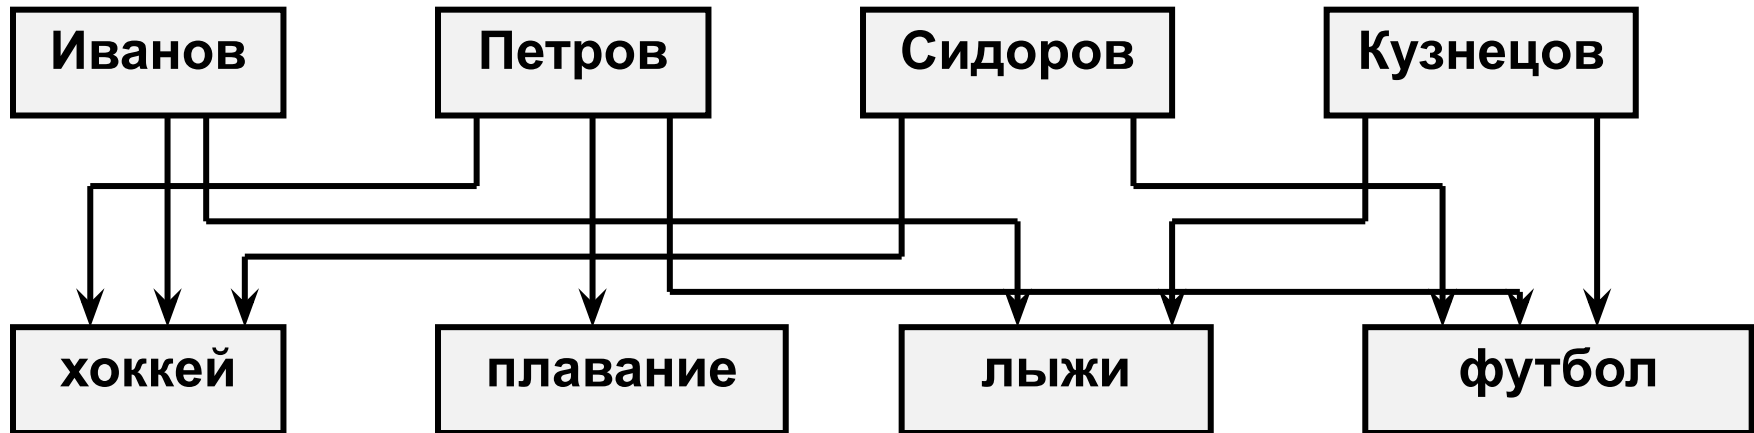 Иванов Петров Сидоров Кузнецов
хоккей плавание лыжи футбол